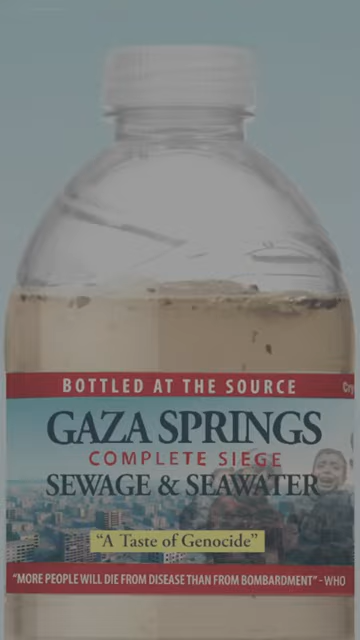 BOTTLED AT THE SOURCE
GAZA SPRINGS
COMPLETE SIEGE
SEWAGE & SEAWATER
"A Taste of Genocide"
"MORE PEOPLE WILL DIE FROM DISEASE THAN FROM BOMBARDMENT" - WHO